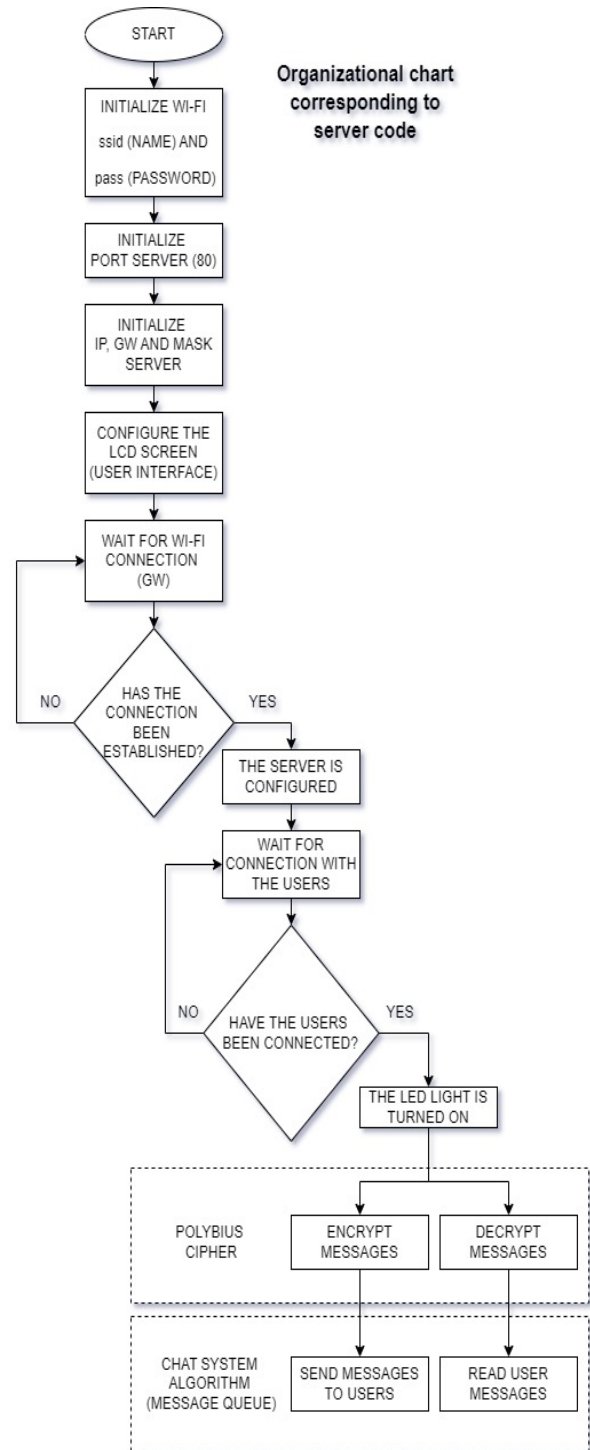 START
Organizational chart
corresponding to
server code
INITIALIZE WI-FI
ssid (NAME) AND
pass (PASSWORD)
INITIALIZE
PORT SERVER (80)
INITIALIZE
IP, GW AND MASK
SERVER
CONFIGURE THE
LCD SCREEN
(USER INTERFACE)
WAIT FOR WI-FI
CONNECTION
(GW)
HAS THE
CONNECTION
BEEN
ESTABLISHED?
NO
YES
THE SERVER IS
CONFIGURED
WAIT FOR
CONNECTION WITH
THE USERS
HAVE THE USERS
BEEN CONNECTED?
NO
YES
THE LED LIGHT IS
TURNED ON
POLYBIUS
CIPHER
ENCRYPT
MESSAGES
DECRYPT
MESSAGES
CHAT SYSTEM
ALGORITHM
(MESSAGE QUEUE)
SEND MESSAGES
TO USERS
READ USER
MESSAGES